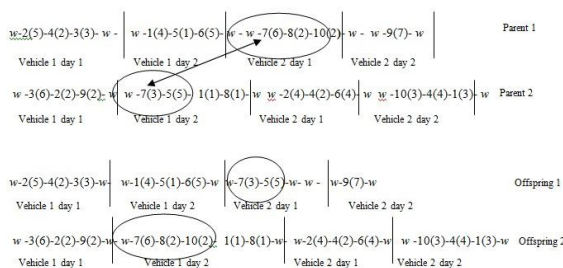 w-2(5)-4(2)-3(3)- w - w -1(4)-5(1)-6(5)- w - w -7(6)-8(2)-10(2)- w - w -9(7)- w Parent 1
Vehicle 1 day 1 Vehicle 1 day 2 Vehicle 2 day 1 Vehicle 2 day 2
w -3(6)-2(2)-9(2)- w w -7(3)-5(5)- 1(1)-8(1)- w w -2(4)-4(2)-6(4)- w w -10(3)-4(4)-1(3)- w Parent 2
Vehicle 1 day 1 Vehicle 1 day 2 Vehicle 2 day 1 Vehicle 2 day 2
w-2(5)-4(2)-3(3)-w- w-1(4)-5(1)-6(5)-w w-7(3)-5(5)-w- w - w-9(7)-w Offspring 1
Vehicle 1 day 1 Vehicle 1 day 2 Vehicle 2 day 1 Vehicle 2 day 2
w -3(6)-2(2)-9(2)-w- w-7(6)-8(2)-10(2)- 1(1)-8(1)-w- w-2(4)-4(2)-6(4)-w w -10(3)-4(4)-1(3)-w Offspring 2
Vehicle 1 day 1 Vehicle 1 day 2 Vehicle 2 day 1 Vehicle 2 day 2